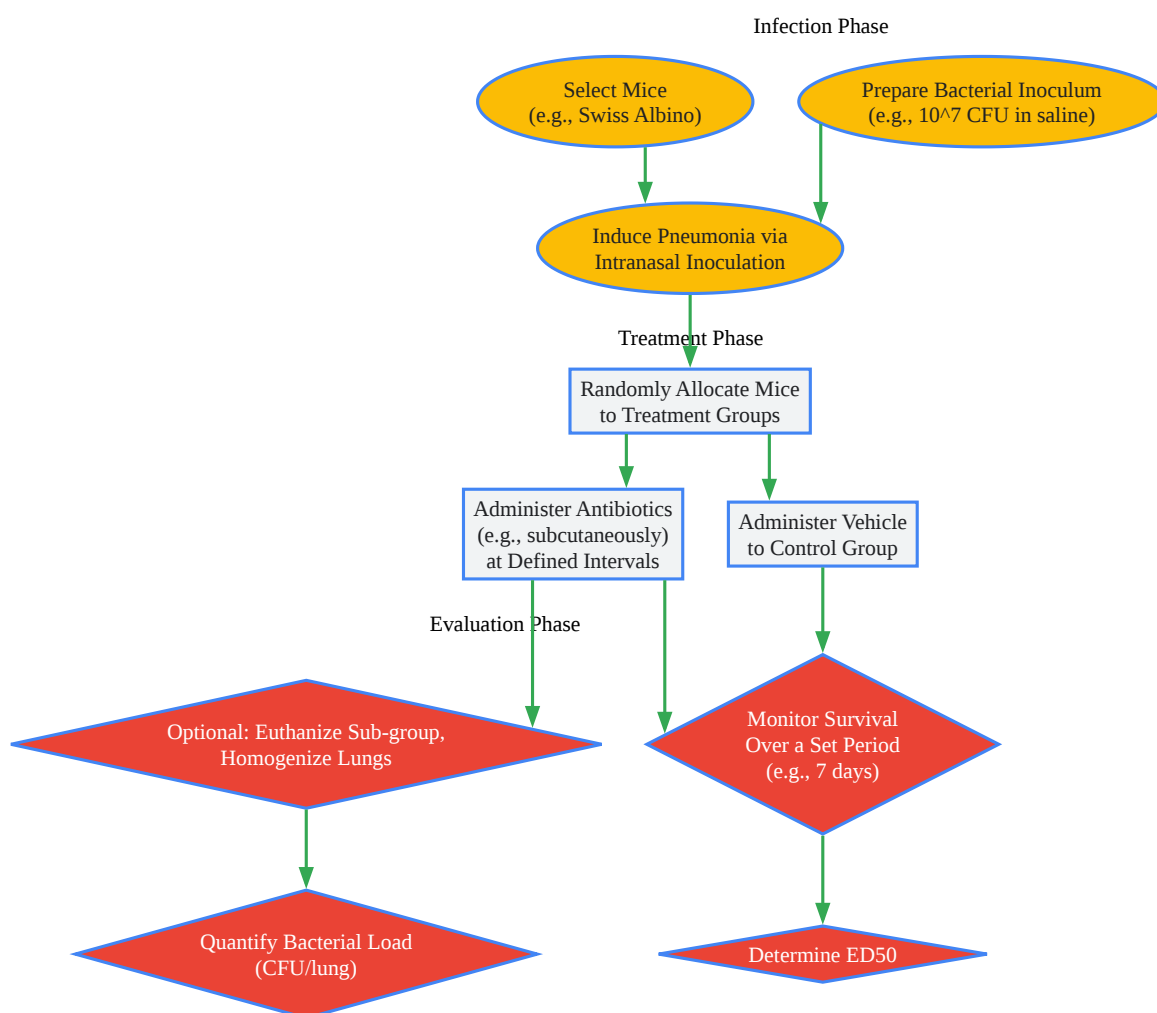 Infection Phase
Select Mice
(e.g., Swiss Albino)
Prepare Bacterial Inoculum
(e.g., 10^7 CFU in saline)
Induce Pneumonia via
Intranasal Inoculation
Treatment Phase
Randomly Allocate Mice
to Treatment Groups
Administer Antibiotics
(e.g., subcutaneously)
at Defined Intervals
Administer Vehicle
to Control Group
Evaluation Phase
Optional: Euthanize Sub-group,
Homogenize Lungs
Monitor Survival
Over a Set Period
(e.g., 7 days)
Quantify Bacterial Load
(CFU/lung)
Determine ED50